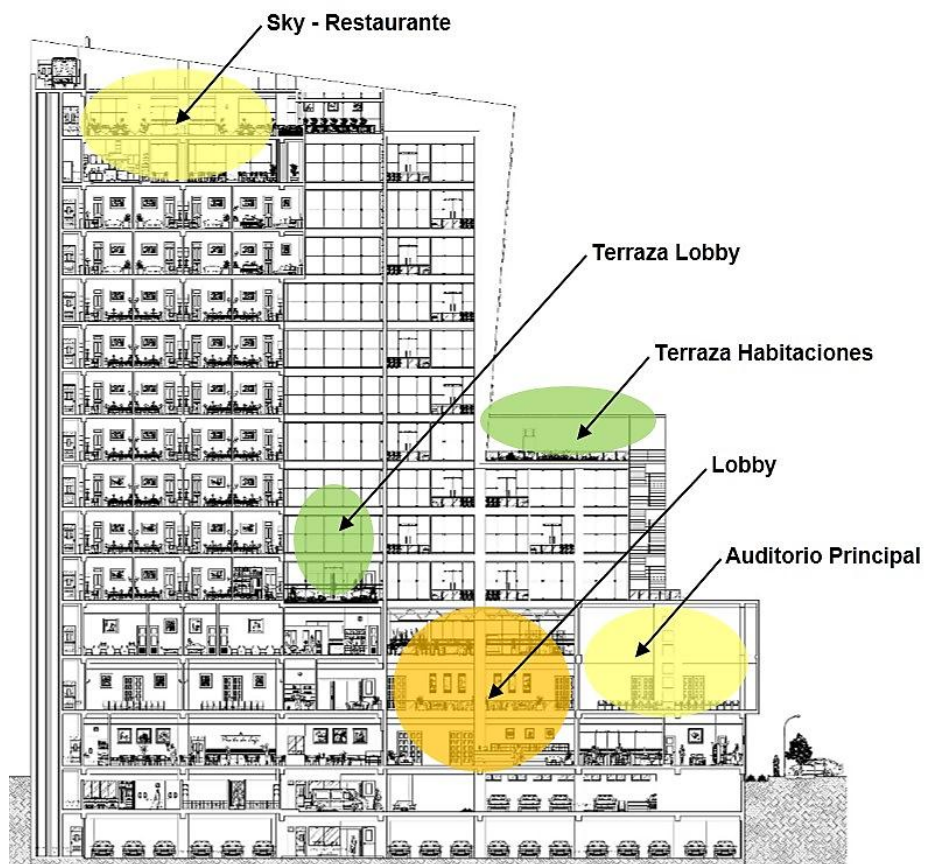 Sky - Restaurante
Terraza Lobby
Terraza Habitaciones
Lobby
Auditorio Principal